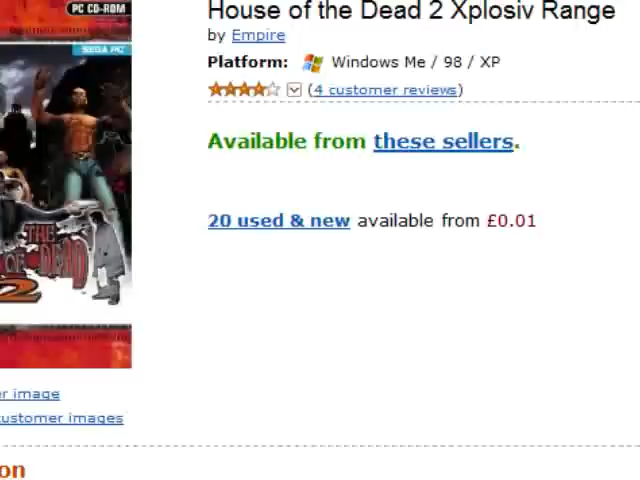 House of the Dead 2 Xplosiv Range
by Empire
Platform: Windows Me / 98 / XP
(4 customer reviews)
Available from these sellers.
20 used & new available from £0.01
PC CD-ROM
SEGA PC
THE
OF DEAD
2
r image
ustomer images
on